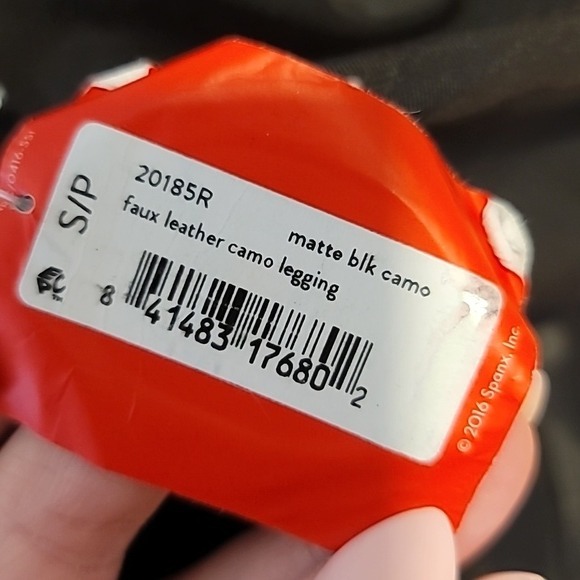 20185R
matte blk camo
faux leather camo legging
S/P
8 41483 17680 2
© 2016 Spanx, Inc.